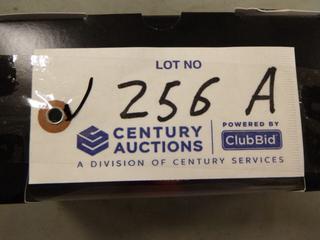 LOT NO
256 A
CENTURY AUCTIONS
POWERED BY
ClubBid
A DIVISION OF CENTURY SERVICES